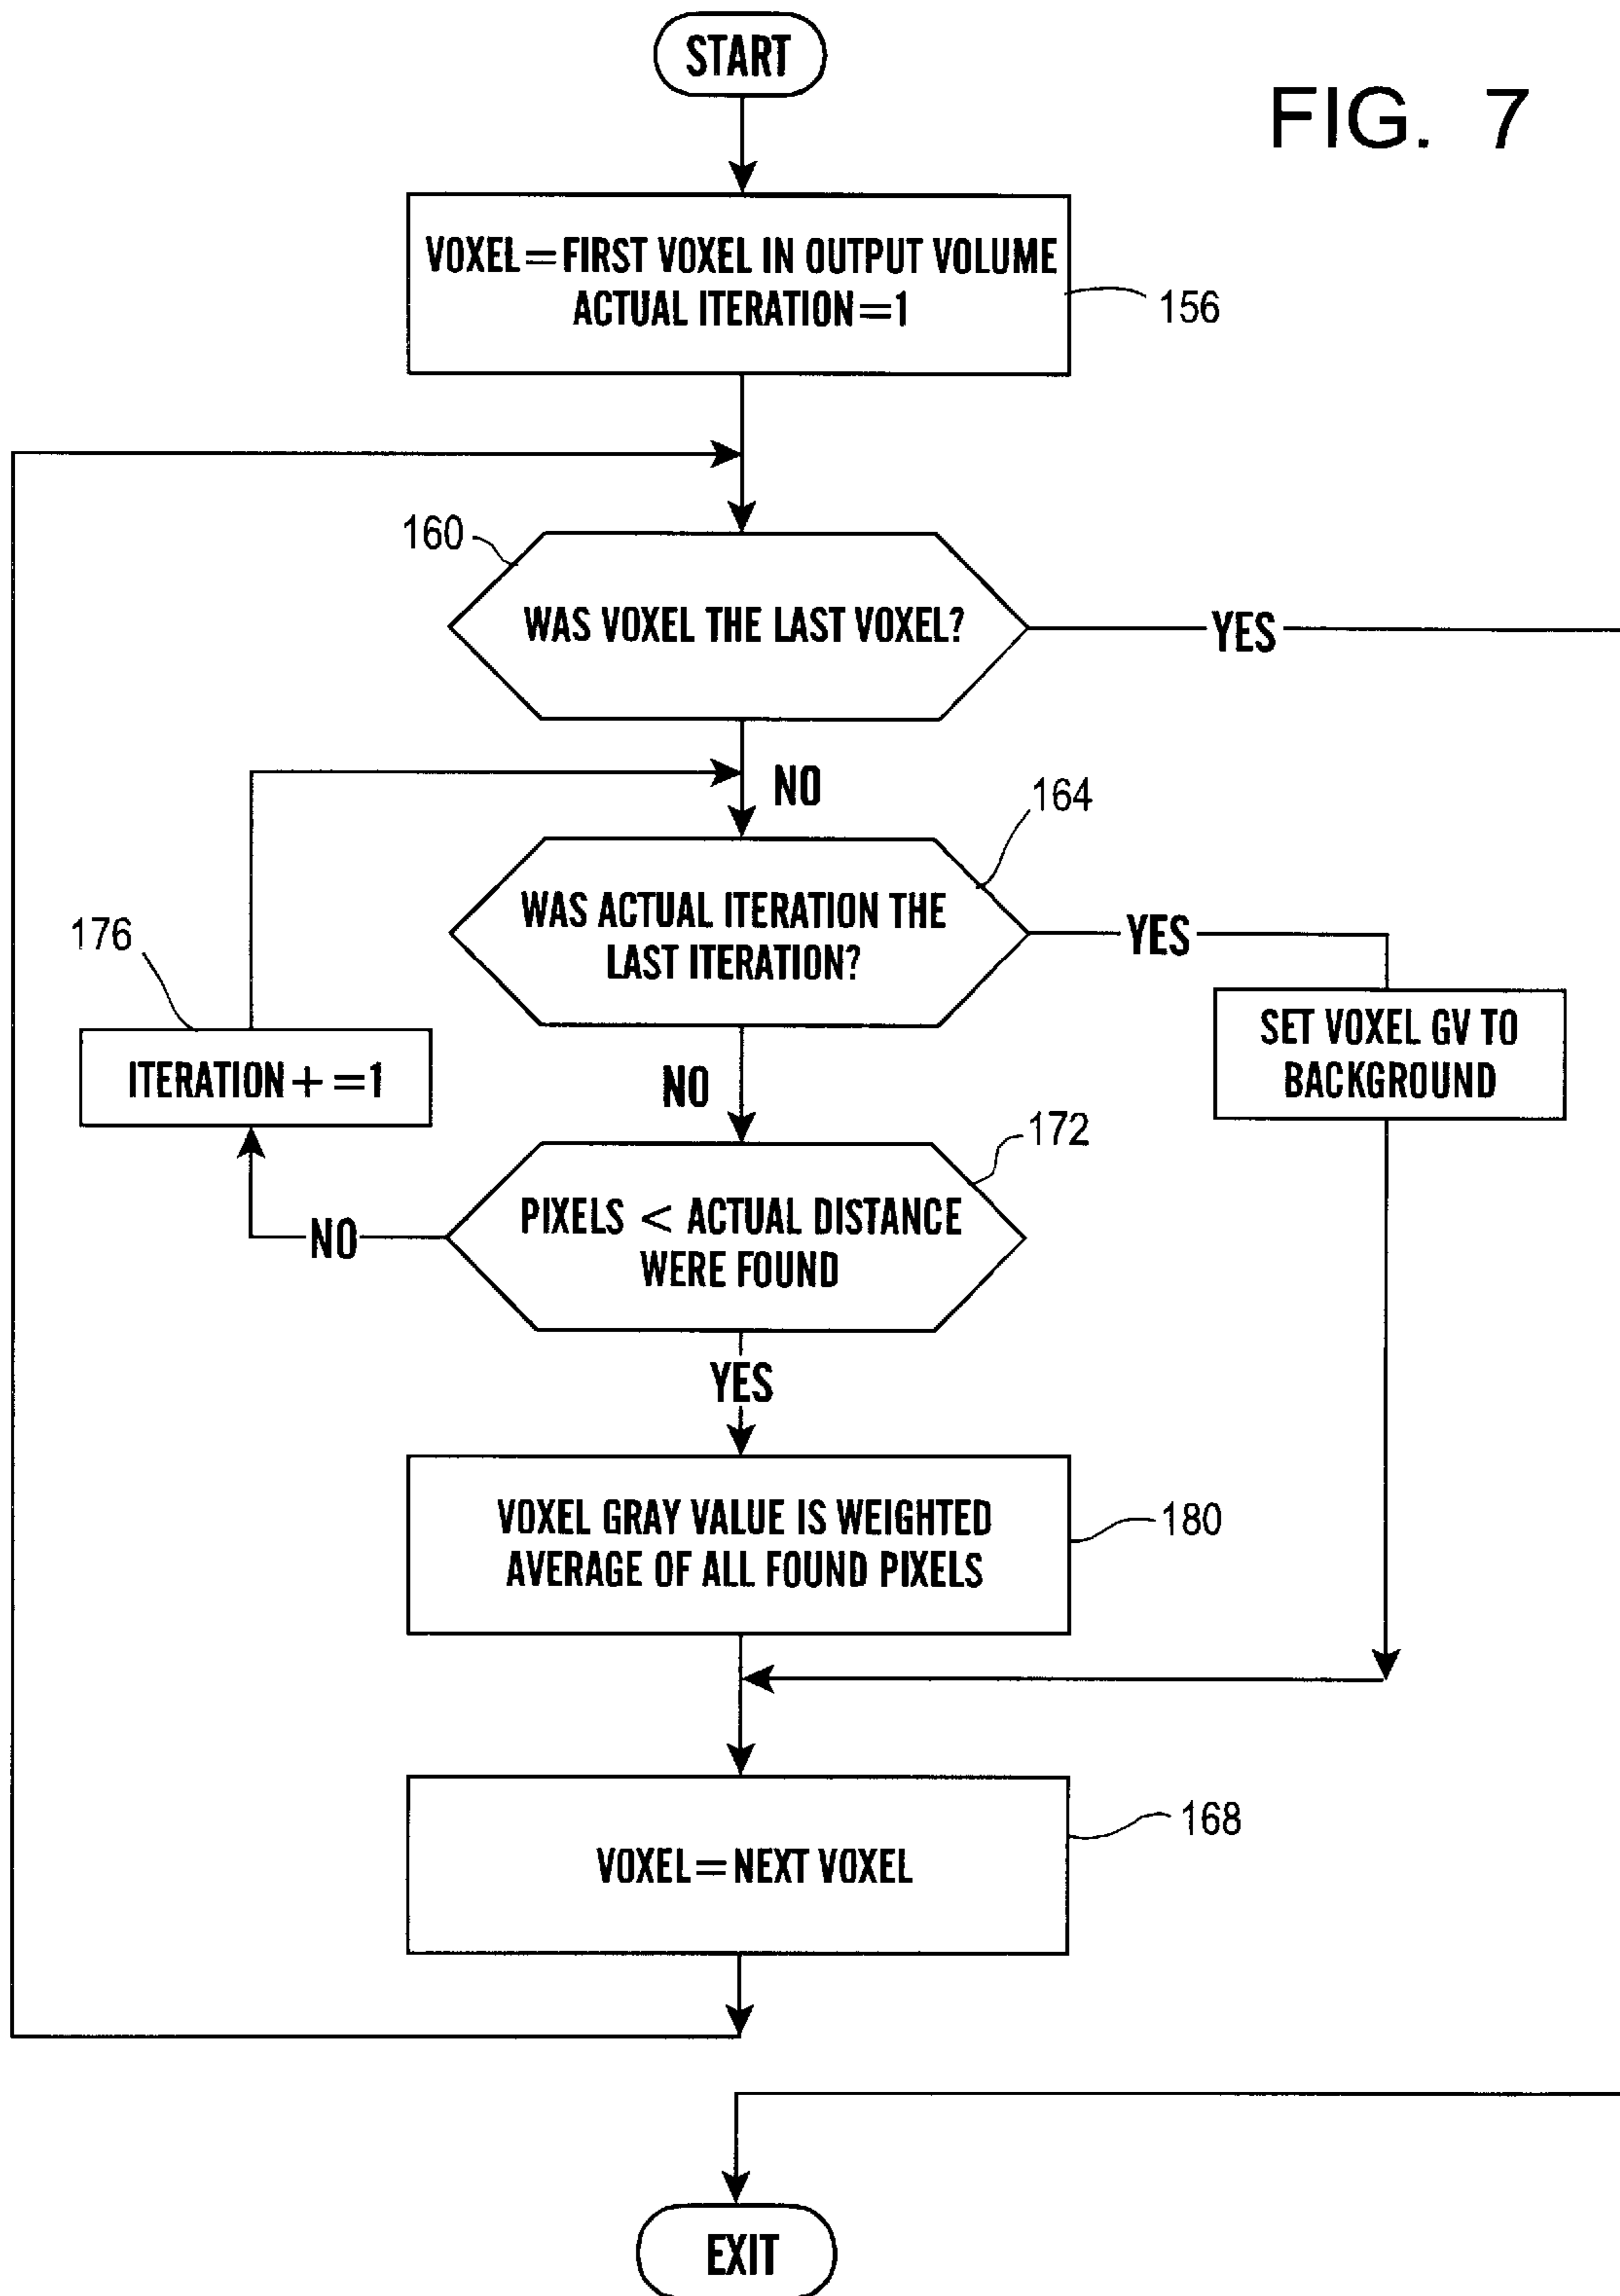 START
FIG. 7
VOXEL=FIRST VOXEL IN OUTPUT VOLUME
ACTUAL ITERATION=1
156
160
WAS VOXEL THE LAST VOXEL?
YES
NO
164
WAS ACTUAL ITERATION THE
LAST ITERATION?
YES
176
SET VOXEL GV TO
BACKGROUND
ITERATION+=1
NO
172
PIXELS < ACTUAL DISTANCE
WERE FOUND
NO
YES
VOXEL GRAY VALUE IS WEIGHTED
AVERAGE OF ALL FOUND PIXELS
180
168
VOXEL=NEXT VOXEL
EXIT